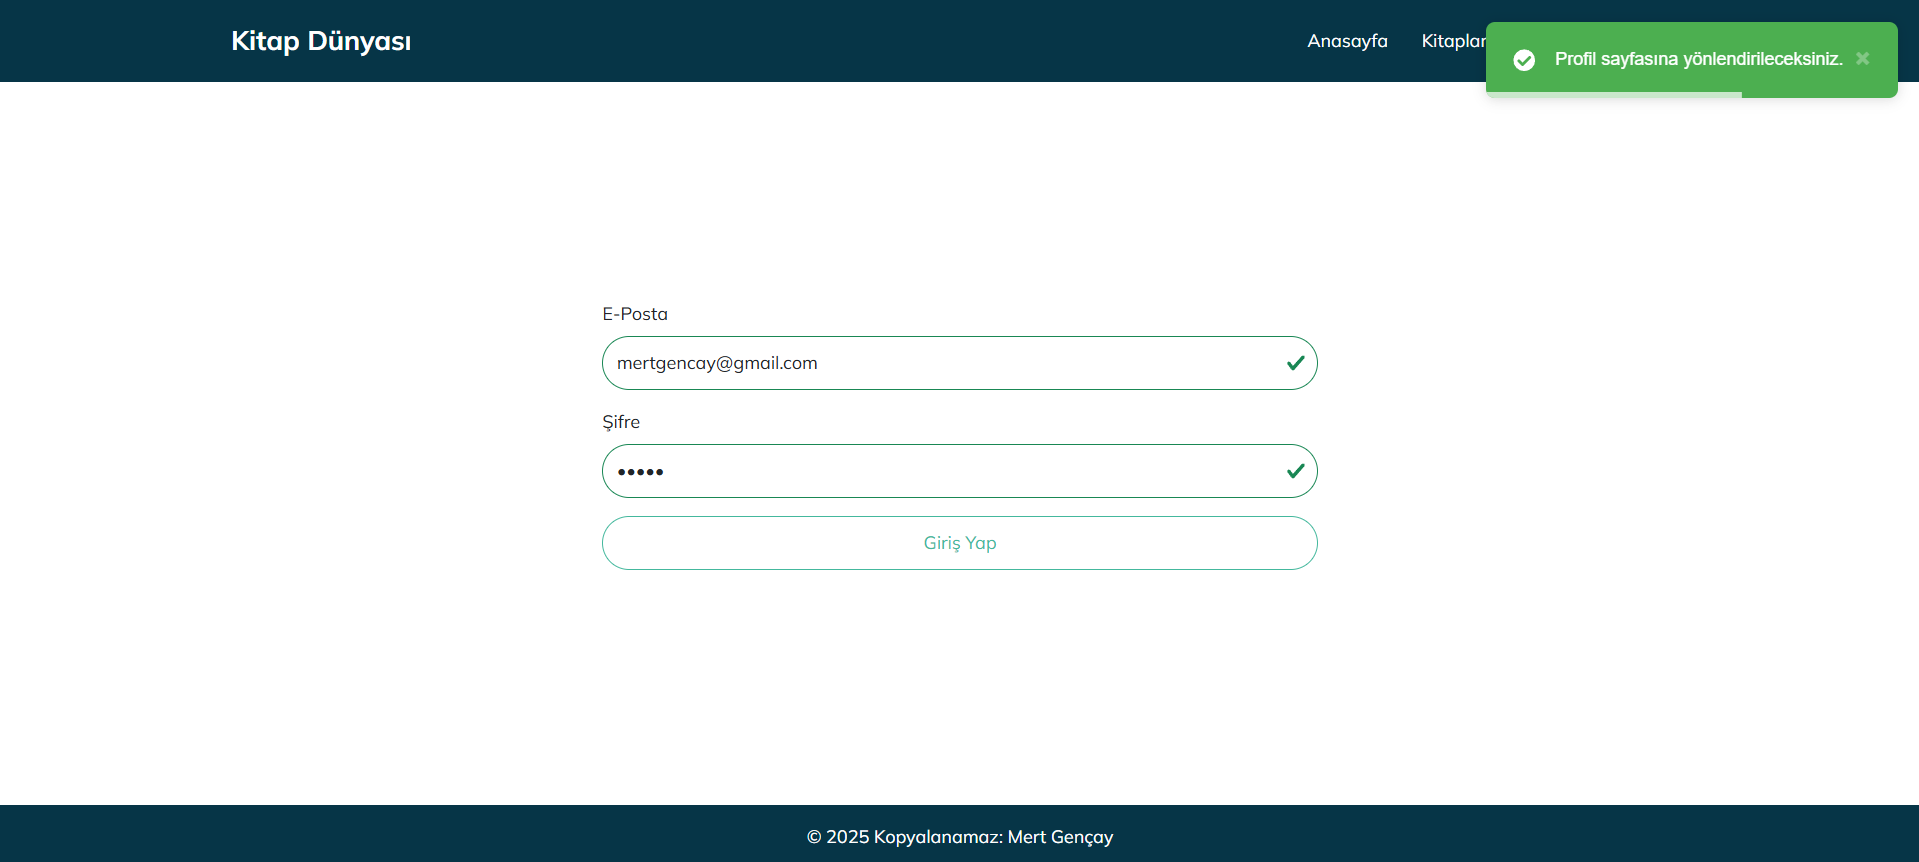 Kitap Dünyası
Anasayfa
Kitaplar
Profil sayfasına yönlendirileceksiniz.
E-Posta
mertgencay@gmail.com
Şifre
•••••
Giriş Yap
© 2025 Kopyalanamaz: Mert Gençay